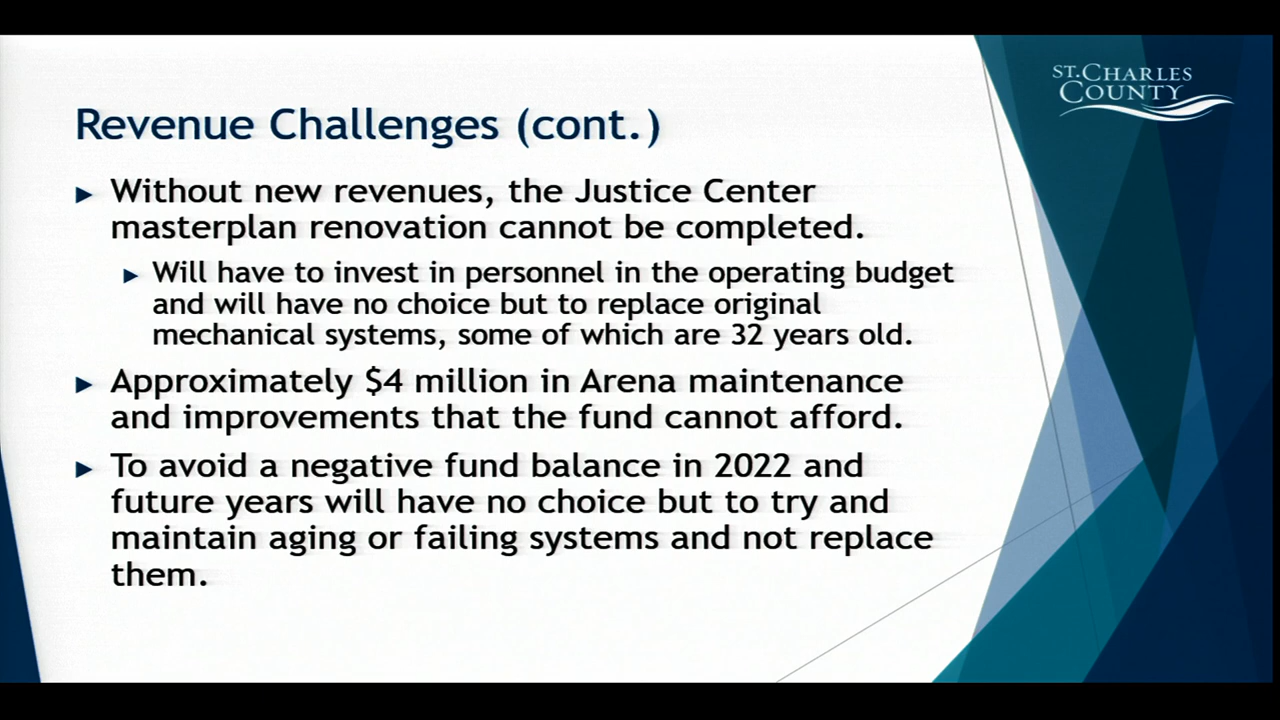 ST. CHARLES
COUNTY
Revenue Challenges (cont.)
Without new revenues, the Justice Center
masterplan renovation cannot be completed.
Will have to invest in personnel in the operating budget
and will have no choice but to replace original
mechanical systems, some of which are 32 years old.
Approximately $4 million in Arena maintenance
and improvements that the fund cannot afford.
To avoid a negative fund balance in 2022 and
future years will have no choice but to try and
maintain aging or failing systems and not replace
them.